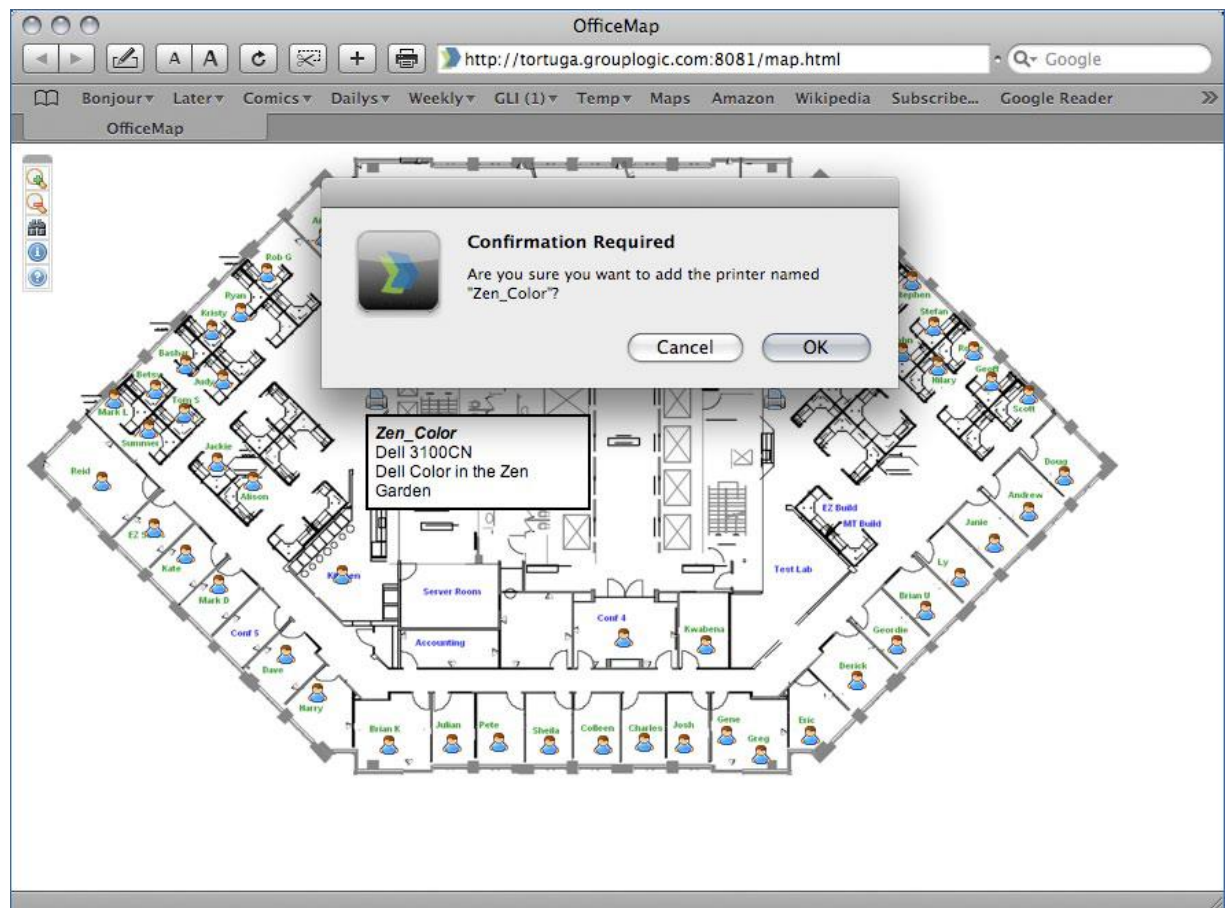 OfficeMap
A A
http://tortuga.grouplogic.com:8081/map.html
Google
Bonjour Later Comics Dailys Weekly GLI (1) Temp Maps Amazon Wikipedia Subscribe... Google Reader
OfficeMap
Confirmation Required
Are you sure you want to add the printer named
"Zen_Color"?
Cancel OK
Zen_Color
Dell 3100CN
Dell Color in the Zen
Garden
Rob G
Ryan
Kristy
Bashar
Betsy
Judy
Mark L
Tom S
Summer
Jackie
Reid
Alison
Kate
Mark D
Conf 5
Dave
Harry
Server Room
Accounting
Conf 4
Kwabena
Brian K
Julian
Pete
Sheila
Colleen
Charles
Josh
Gene
Greg
Eric
Derick
Geordie
Brian U
Ly
Janie
Andrew
Doug
EZ Build
MT Build
Test Lab
Stefan
Hilary
Geoff
Scott